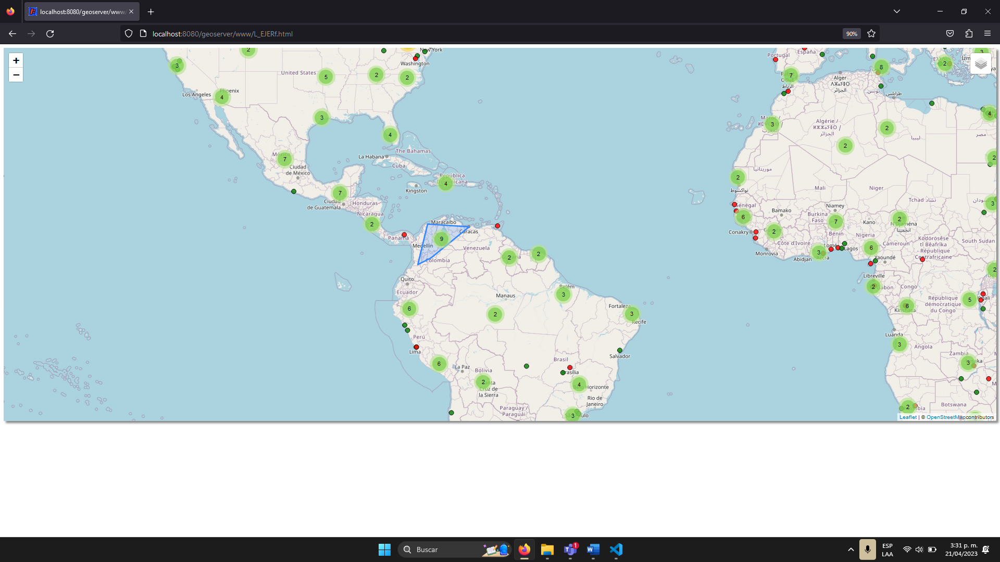 localhost:8080/geoserver/www/
localhost:8080/geoserver/www/L_EJERf.html
90%
+
−
2
New York
Washington
3
United States
5
2
2
Los Angeles
Phoenix
4
3
4
The Bahamas
La Habana
Cuba
7
Ciudad
de México
República
4
Kingston
7
Ciudad
de Guatemala
Honduras
Nicaragua
2
Maracaibo
Caracas
Panamá
9
Medellín
Venezuela
Colombia
2
2
Quito
Ecuador
Manaus
Belém
3
6
2
Fortaleza
3
Recife
Perú
Lima
Salvador
6
La Paz
Bolivia
Brasil
Brasília
2
Cruz de
la Sierra
4
Horizonte
Rio de
Janeiro
Paraguay /
Paraguái
3
Portugal
España
7
8
2
3
الرباط
Alger
ⵍⵣⵣⴰⵢⴻⵔ
الجزائر
تونس
طرابلس
3
Algérie /
ⵍⵣⵣⴰⵢⴻⵔ /
الجزائر
2
2
ليبيا
مصر
4
2
2
موريتانيا
نواكشوط
Mali
Niger
Tchad تشاد
السودان
3
Sénégal
6
Bamako
Niamey
Burkina
Faso
7
Kano
2
N'Djaména
انجمينا
Conakry
2
Bénin
Nigeria
Côte d'Ivoire
Lomé
Lagos
Cameroun
Ködörösêse
tî Bêafrîka
- République
Centrafricaine
South Sudan
Monrovia
Abidjan
3
Accra
6
Yaoundé
2
Libreville
2
Gabon
Congo
République
démocratique
du Congo
5
Kigali
6
Kinshasa
Luanda
3
Angola
Zambia
3
Lusaka
2
Botswana
Leaflet | © OpenStreetMap contributors
Buscar
1
ESP
LAA
3:31 p. m.
21/04/2023